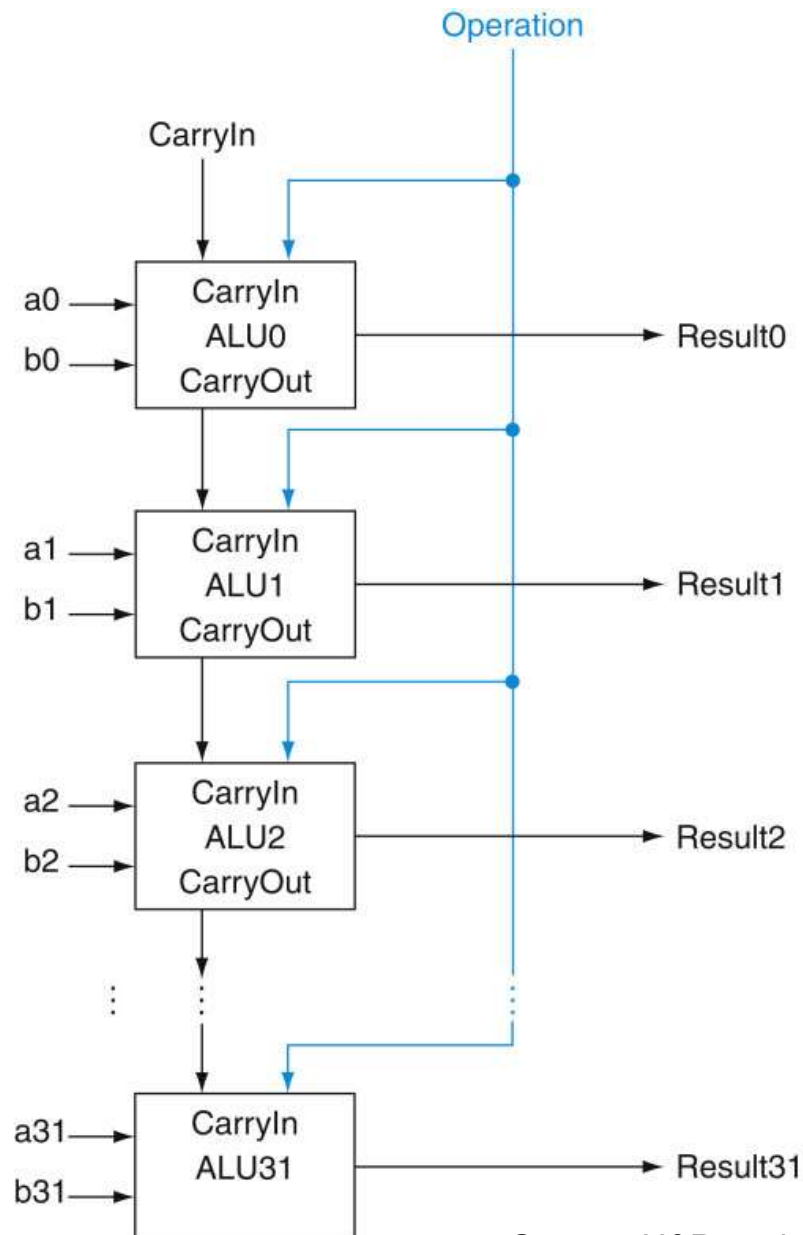 Operation
CarryIn
a0
b0
CarryIn
ALU0
CarryOut
Result0
a1
b1
CarryIn
ALU1
CarryOut
Result1
a2
b2
CarryIn
ALU2
CarryOut
Result2
a31
b31
CarryIn
ALU31
Result31